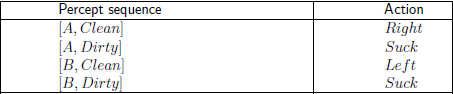 Percept sequence Action
[A, Clean] Right
[A, Dirty] Suck
[B, Clean] Left
[B, Dirty] Suck